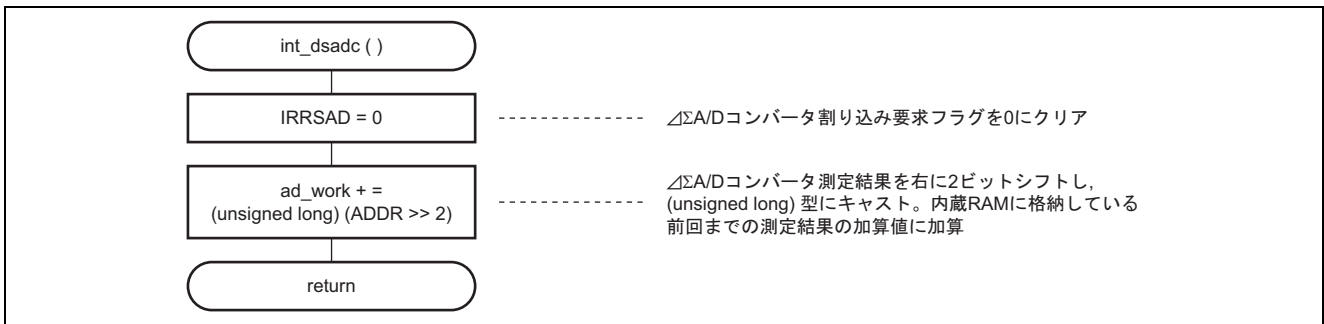 int_dsadc ( )
IRRSAD = 0
⊿ΣA/Dコンバータ割り込み要求フラグを0にクリア
ad_work + =
(unsigned long) (ADDR >> 2)
⊿ΣA/Dコンバータ測定結果を右に2ビットシフトし,
(unsigned long) 型にキャスト。内蔵RAMに格納している
前回までの測定結果の加算値に加算
return